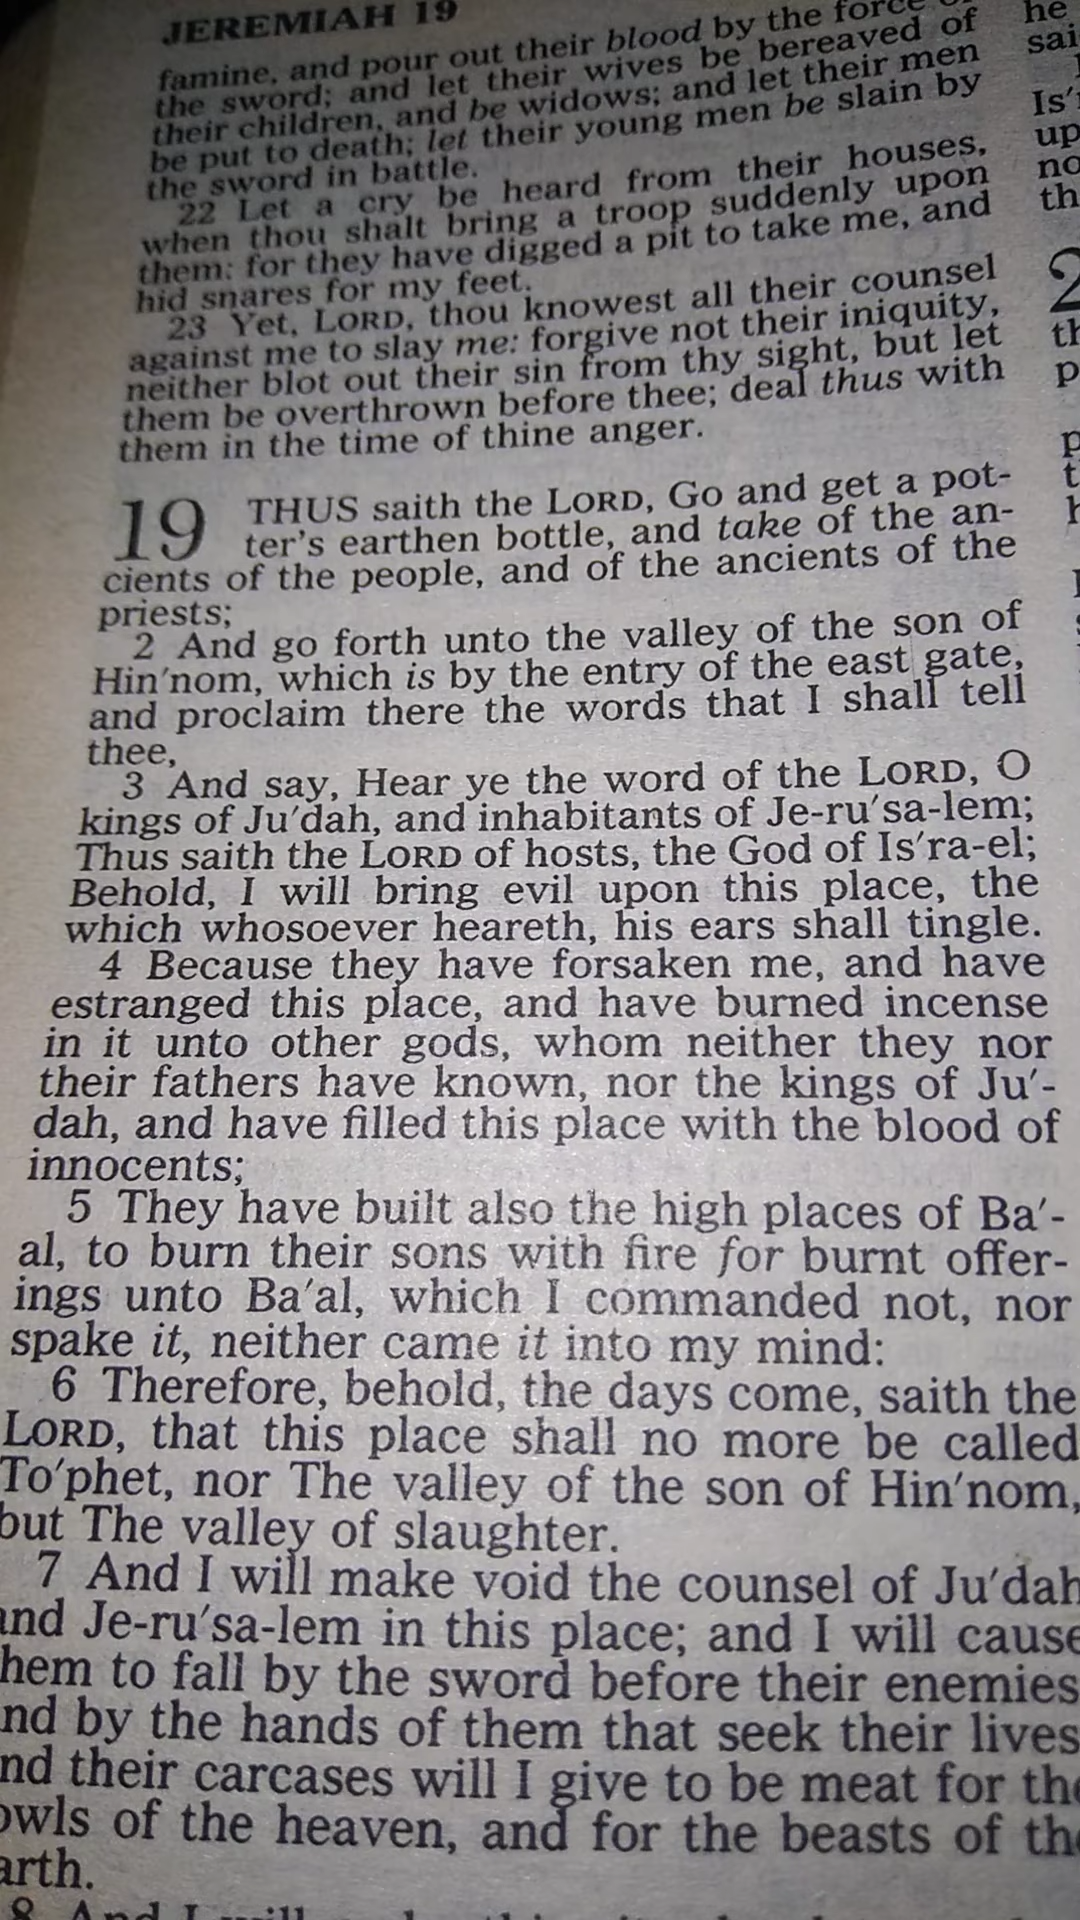 JEREMIAH 19
famine, and pour out their blood by the force of
the sword; and let their wives be bereaved of
their children, and be widows; and let their men
be put to death; let their young men be slain by
the sword in battle.
22 Let a cry be heard from their houses,
when thou shalt bring a troop suddenly upon
them: for they have digged a pit to take me, and
hid snares for my feet.
23 Yet, LORD, thou knowest all their counsel
against me to slay me: forgive not their iniquity,
neither blot out their sin from thy sight, but let
them be overthrown before thee; deal thus with
them in the time of thine anger.
19 THUS saith the LORD, Go and get a pot-
ter's earthen bottle, and take of the an-
cients of the people, and of the ancients of the
priests;
2 And go forth unto the valley of the son of
Hin'nom, which is by the entry of the east gate,
and proclaim there the words that I shall tell
thee,
3 And say, Hear ye the word of the LORD, O
kings of Ju'dah, and inhabitants of Je-ru'sa-lem;
Thus saith the LORD of hosts, the God of Is'ra-el;
Behold, I will bring evil upon this place, the
which whosoever heareth, his ears shall tingle.
4 Because they have forsaken me, and have
estranged this place, and have burned incense
in it unto other gods, whom neither they nor
their fathers have known, nor the kings of Ju'-
dah, and have filled this place with the blood of
innocents;
5 They have built also the high places of Ba'-
al, to burn their sons with fire for burnt offer-
ings unto Ba'al, which I commanded not, nor
spake it, neither came it into my mind:
6 Therefore, behold, the days come, saith the
LORD, that this place shall no more be called
To'phet, nor The valley of the son of Hin'nom,
but The valley of slaughter.
7 And I will make void the counsel of Ju'dah
and Je-ru'sa-lem in this place; and I will cause
hem to fall by the sword before their enemies
nd by the hands of them that seek their lives
nd their carcases will I give to be meat for the
owls of the heaven, and for the beasts of the
arth.
8 And I will
he
sai
Is'r
up
no
th
2
th
p
p
t
h